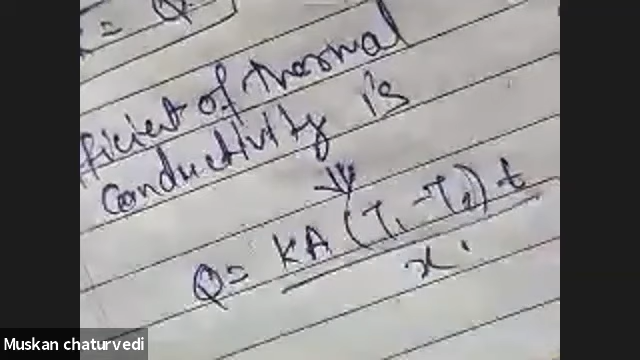 = Q
fficient of thermal
conductivity is
Q = KA (T₁ - T₂) t
x
Muskan chaturvedi